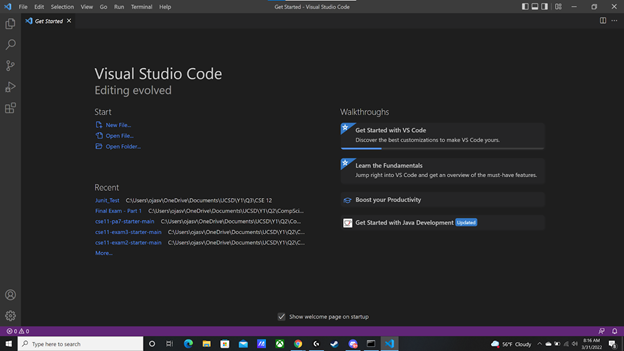 File Edit Selection View Go Run Terminal Help
Get Started - Visual Studio Code
Get Started
Visual Studio Code
Editing evolved
Start
New File...
Open File...
Open Folder...
Recent
Junit_Test C:\Users\ojasv\OneDrive\Documents\UCSD\Y1\Q3\CSE 12
Final Exam - Part 1 C:\Users\ojasv\OneDrive\Documents\UCSD\Y1\Q2\CompSci...
cse11-pa7-starter-main C:\Users\ojasv\OneDrive\Documents\UCSD\Y1\Q2\Co...
cse11-exam3-starter-main C:\Users\ojasv\OneDrive\Documents\UCSD\Y1\Q2\C...
cse11-exam2-starter-main C:\Users\ojasv\OneDrive\Documents\UCSD\Y1\Q2\C...
More...
Walkthroughs
Get Started with VS Code
Discover the best customizations to make VS Code yours.
Learn the Fundamentals
Jump right into VS Code and get an overview of the must-have features.
Boost your Productivity
Get Started with Java Development Updated
Show welcome page on startup
0 0
Type here to search
56°F Cloudy
8:16 AM
3/31/2022